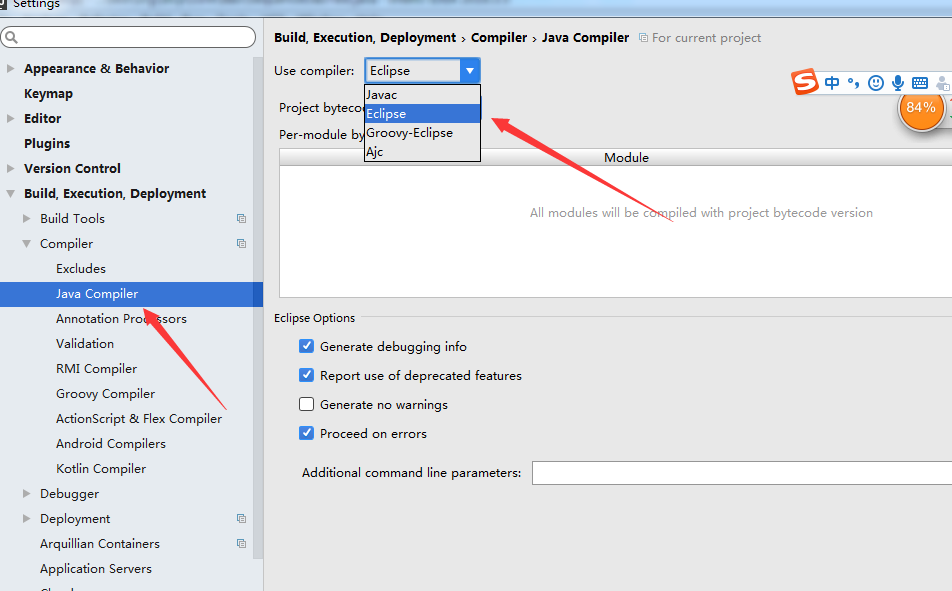 Settings
Build, Execution, Deployment › Compiler › Java Compiler
For current project
Use compiler:
Eclipse
Javac
Eclipse
Groovy-Eclipse
Ajc
Project byteco
Per-module by
Module
All modules will be compiled with project bytecode version
Eclipse Options
Generate debugging info
Report use of deprecated features
Generate no warnings
Proceed on errors
Additional command line parameters:
Appearance & Behavior
Keymap
Editor
Plugins
Version Control
Build, Execution, Deployment
Build Tools
Compiler
Excludes
Java Compiler
Annotation Processors
Validation
RMI Compiler
Groovy Compiler
ActionScript & Flex Compiler
Android Compilers
Kotlin Compiler
Debugger
Deployment
Arquillian Containers
Application Servers
S 中 °,
84%